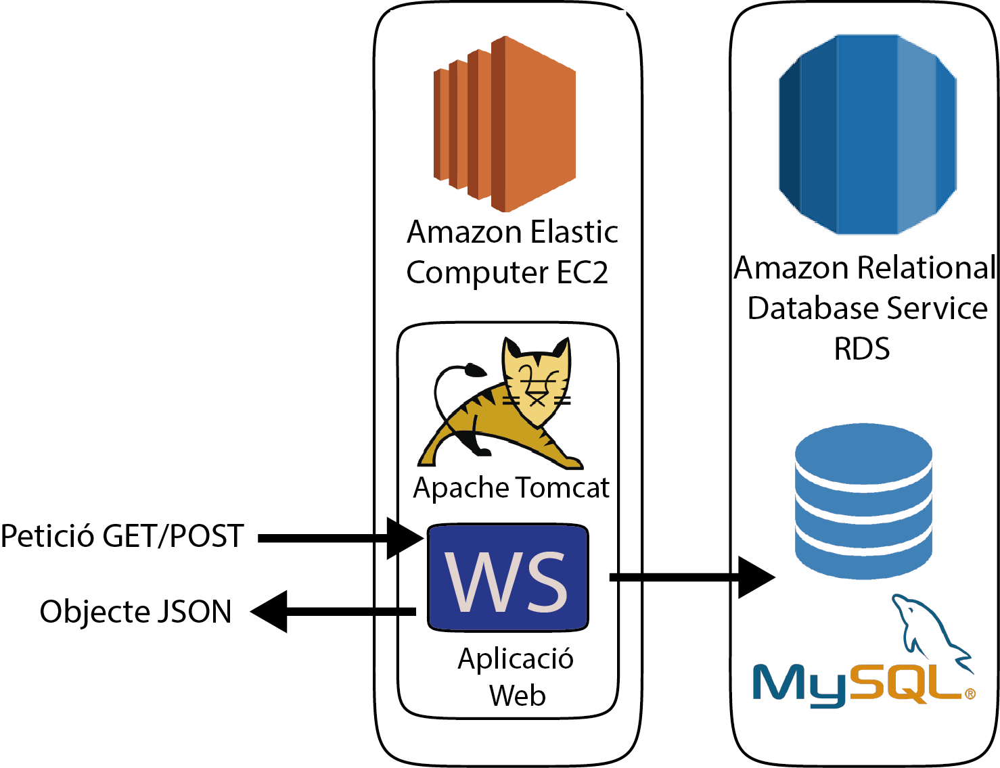 Amazon Elastic
Computer EC2
Apache Tomcat
WS
Aplicació
Web
Petició GET/POST
Objecte JSON
Amazon Relational
Database Service
RDS
MySQL®